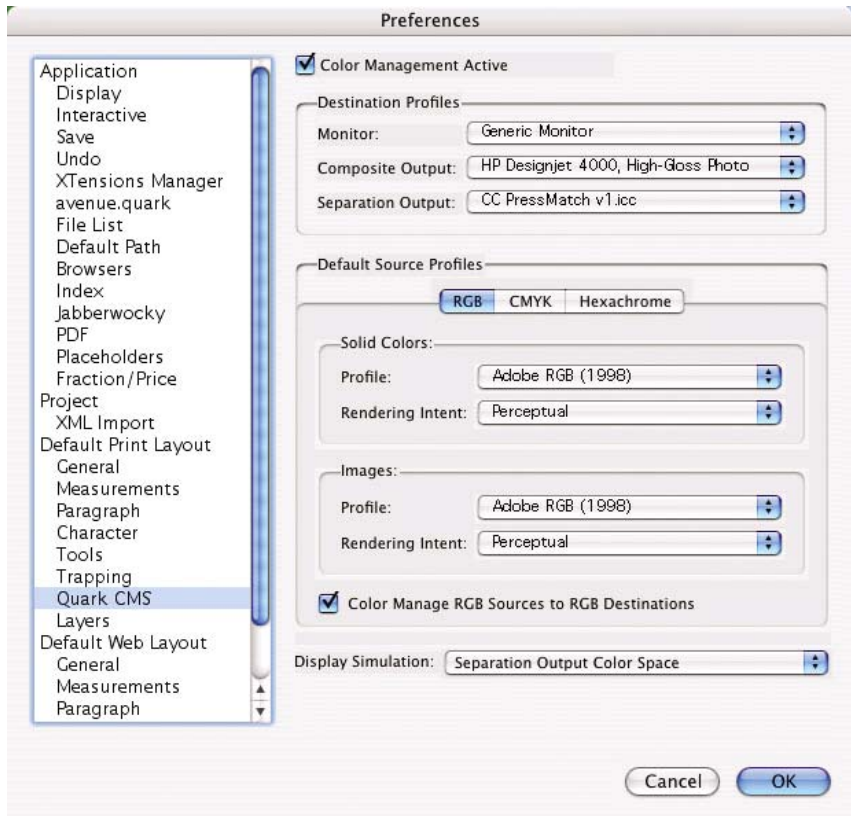 Preferences
Application
Display
Interactive
Save
Undo
XTensions Manager
avenue.quark
File List
Default Path
Browsers
Index
Jabberwocky
PDF
Placeholders
Fraction/Price
Project
XML Import
Default Print Layout
General
Measurements
Paragraph
Character
Tools
Trapping
Quark CMS
Layers
Default Web Layout
General
Measurements
Paragraph
Color Management Active
Destination Profiles
Monitor: Generic Monitor
Composite Output: HP Designjet 4000, High-Gloss Photo
Separation Output: CC PressMatch v1.icc
Default Source Profiles
RGB CMYK Hexachrome
Solid Colors:
Profile: Adobe RGB (1998)
Rendering Intent: Perceptual
Images:
Profile: Adobe RGB (1998)
Rendering Intent: Perceptual
Color Manage RGB Sources to RGB Destinations
Display Simulation: Separation Output Color Space
Cancel OK